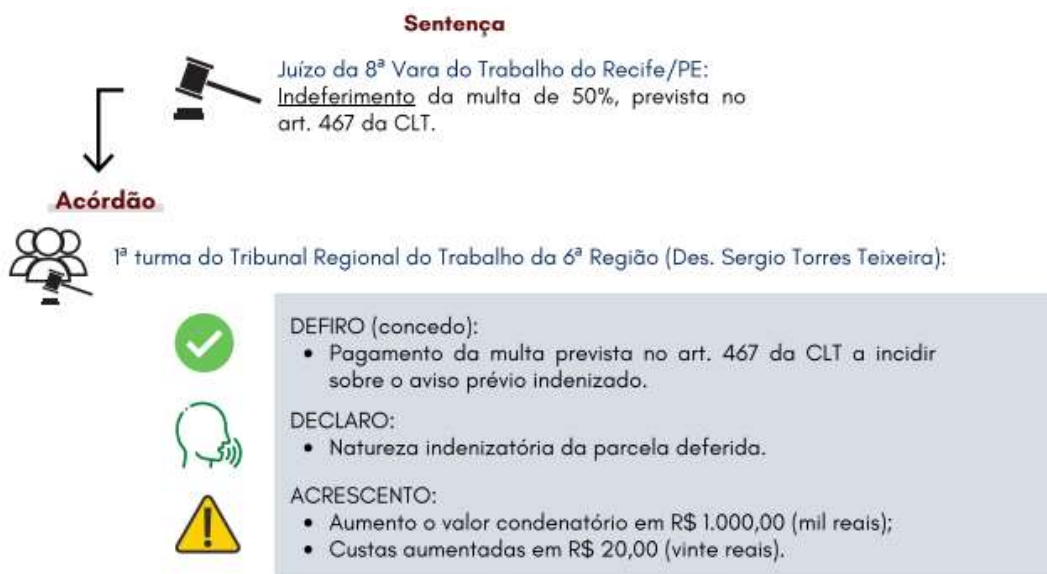 Sentença
Juízo da 8ª Vara do Trabalho do Recife/PE:
Indeferimento da multa de 50%, prevista no
art. 467 da CLT.
Acórdão
1ª turma do Tribunal Regional do Trabalho da 6ª Região (Des. Sergio Torres Teixeira):
DEFIRO (concedo):
• Pagamento da multa prevista no art. 467 da CLT a incidir
sobre o aviso prévio indenizado.
DECLARO:
• Natureza indenizatória da parcela deferida.
ACRESCENTO:
• Aumento o valor condenatório em R$ 1.000,00 (mil reais);
• Custas aumentadas em R$ 20,00 (vinte reais).